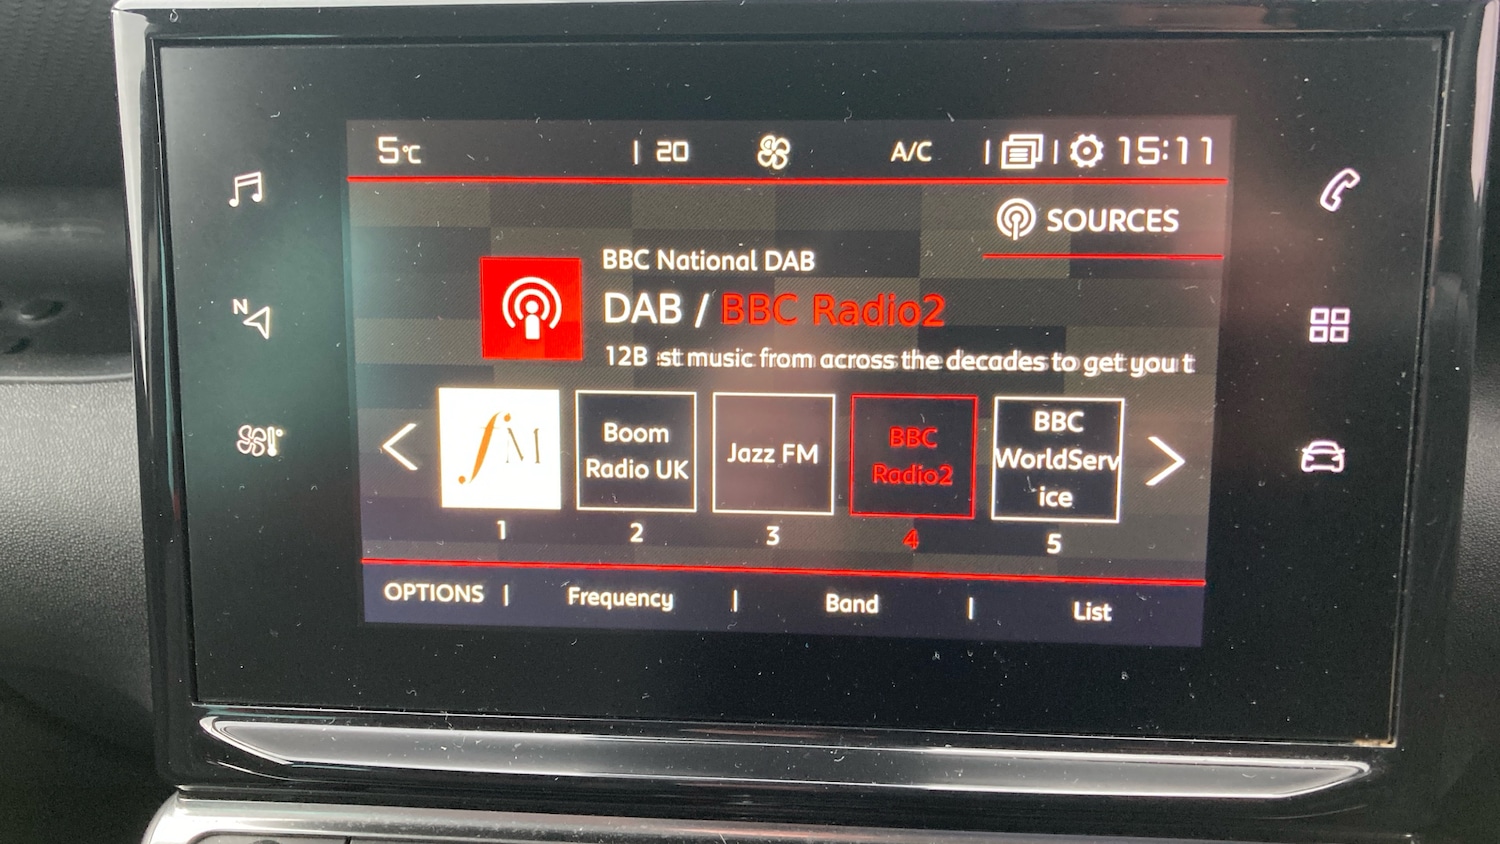 5°C | 20 A/C | | 15:11
SOURCES
BBC National DAB
DAB / BBC Radio2
12B st music from across the decades to get you t
N
fM
Boom
Radio UK
Jazz FM
BBC
Radio2
BBC
WorldServ
ice
1 2 3 4 5
OPTIONS | Frequency | Band | List